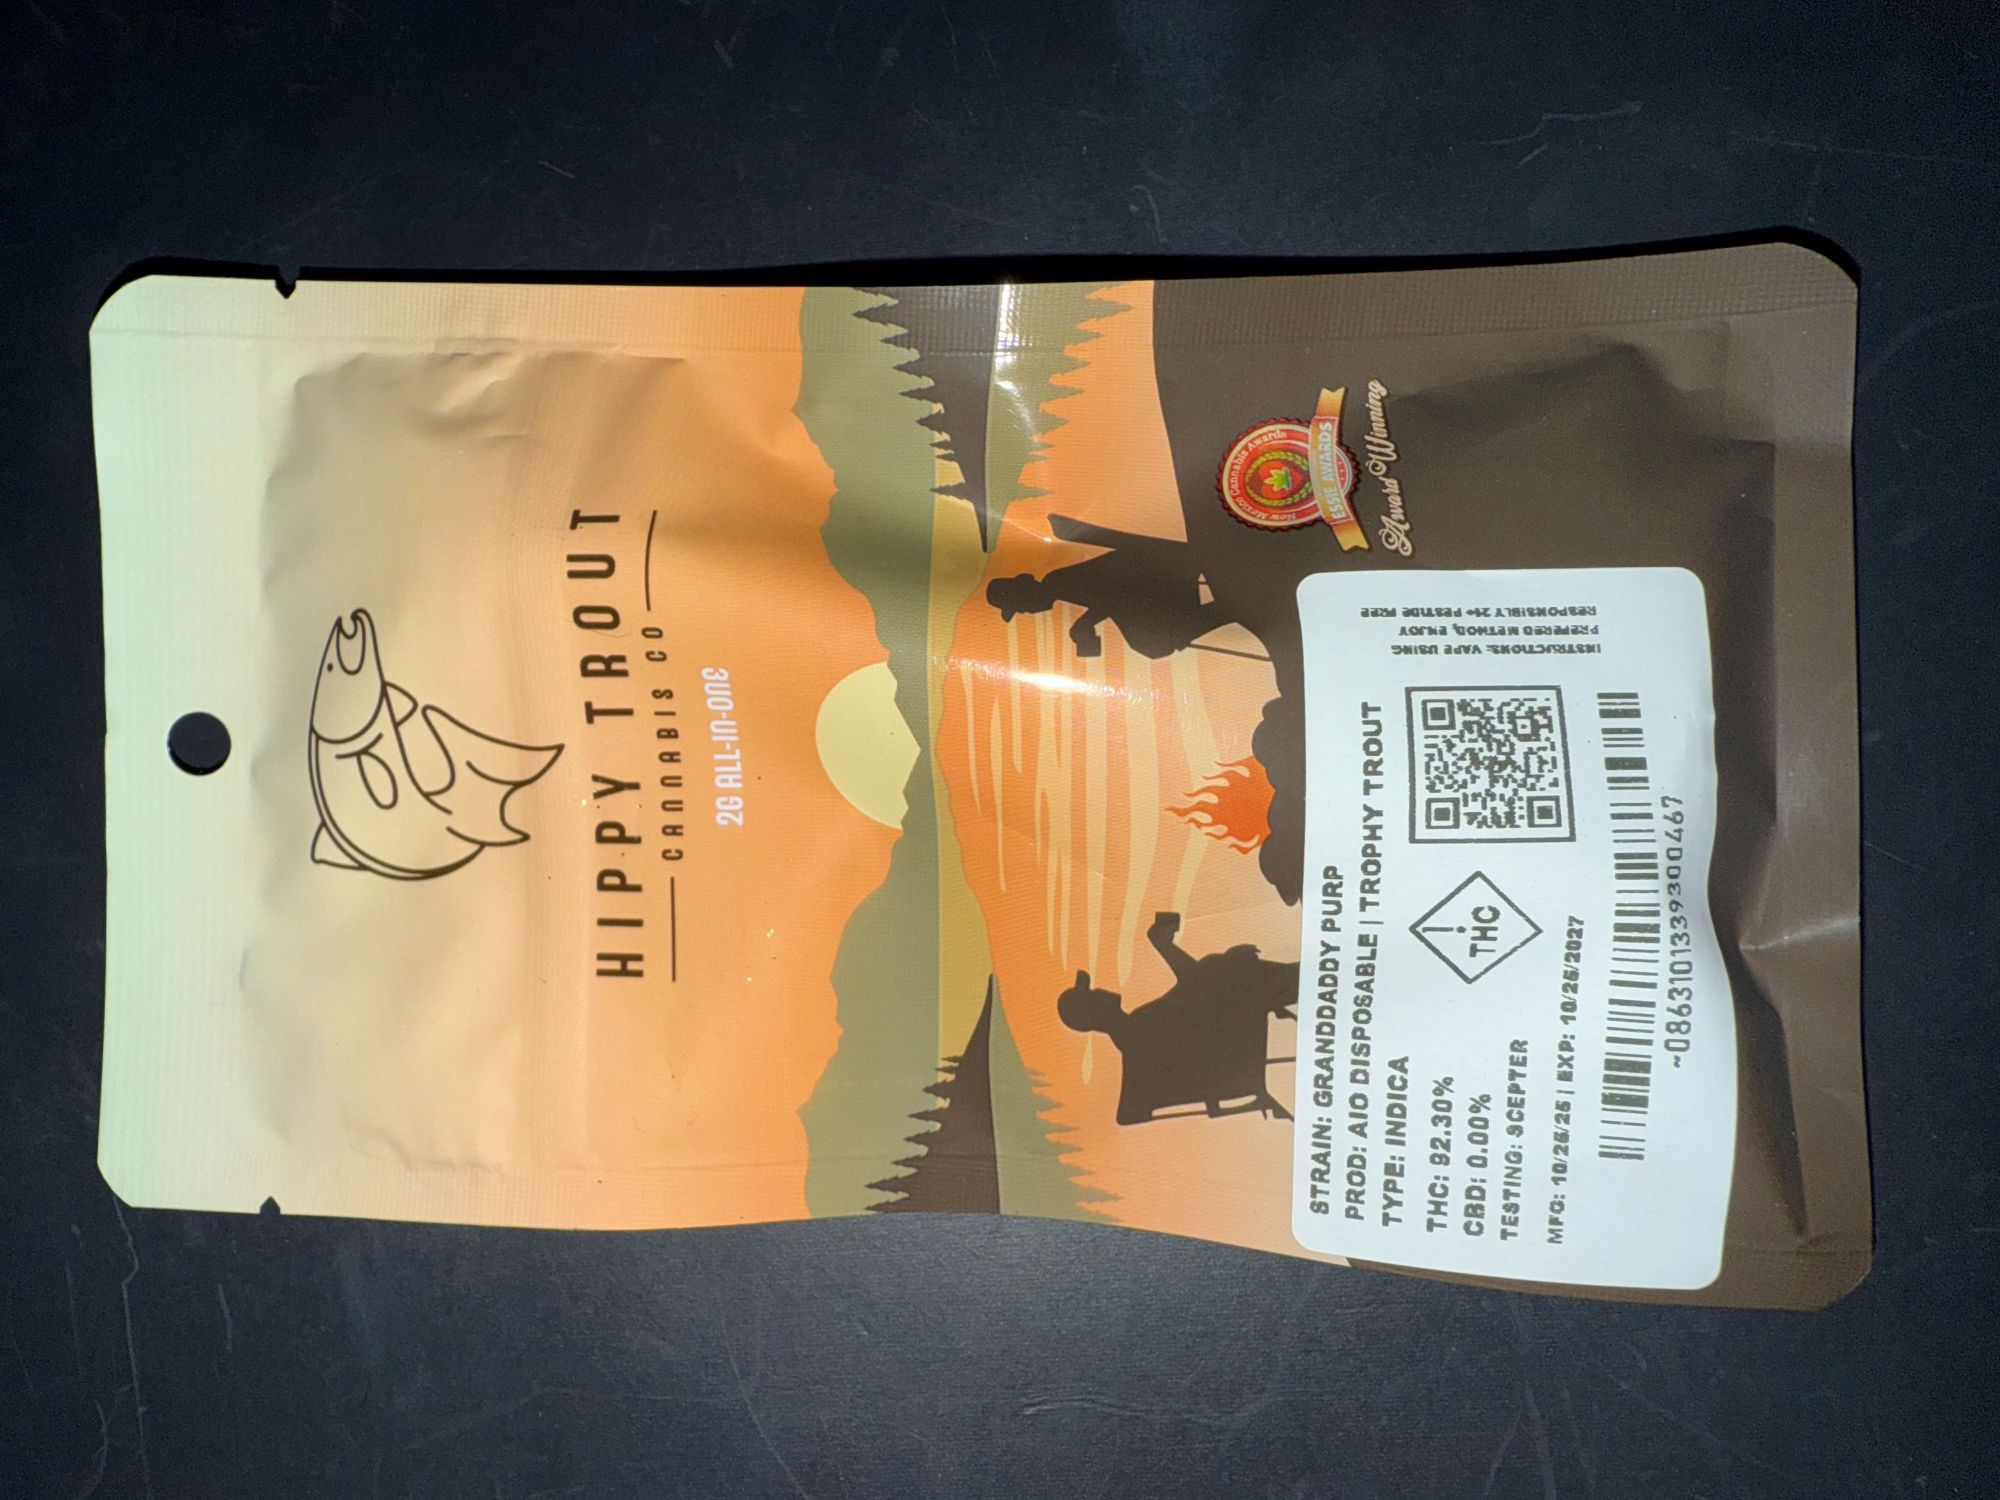 HIPPY TROUT
CANNABIS CO
2G ALL-IN-ONE
New Mexico Cannabis Awards
ESSIE AWARDS
Award Winning
STRAIN: GRANDDADDY PURP
PROD: AIO DISPOSABLE | TROPHY TROUT
TYPE: INDICA
THC: 92.30%
CBD: 0.00%
TESTING: SCEPTER
MFG: 10/25/25 | EXP: 10/25/2027
! THC
INSTRUCTIONS: VAPE USING
PREFERED METHOD, ENJOY
RESPONSIBLY 21+ PESTIDE FREE
~0863101339300467